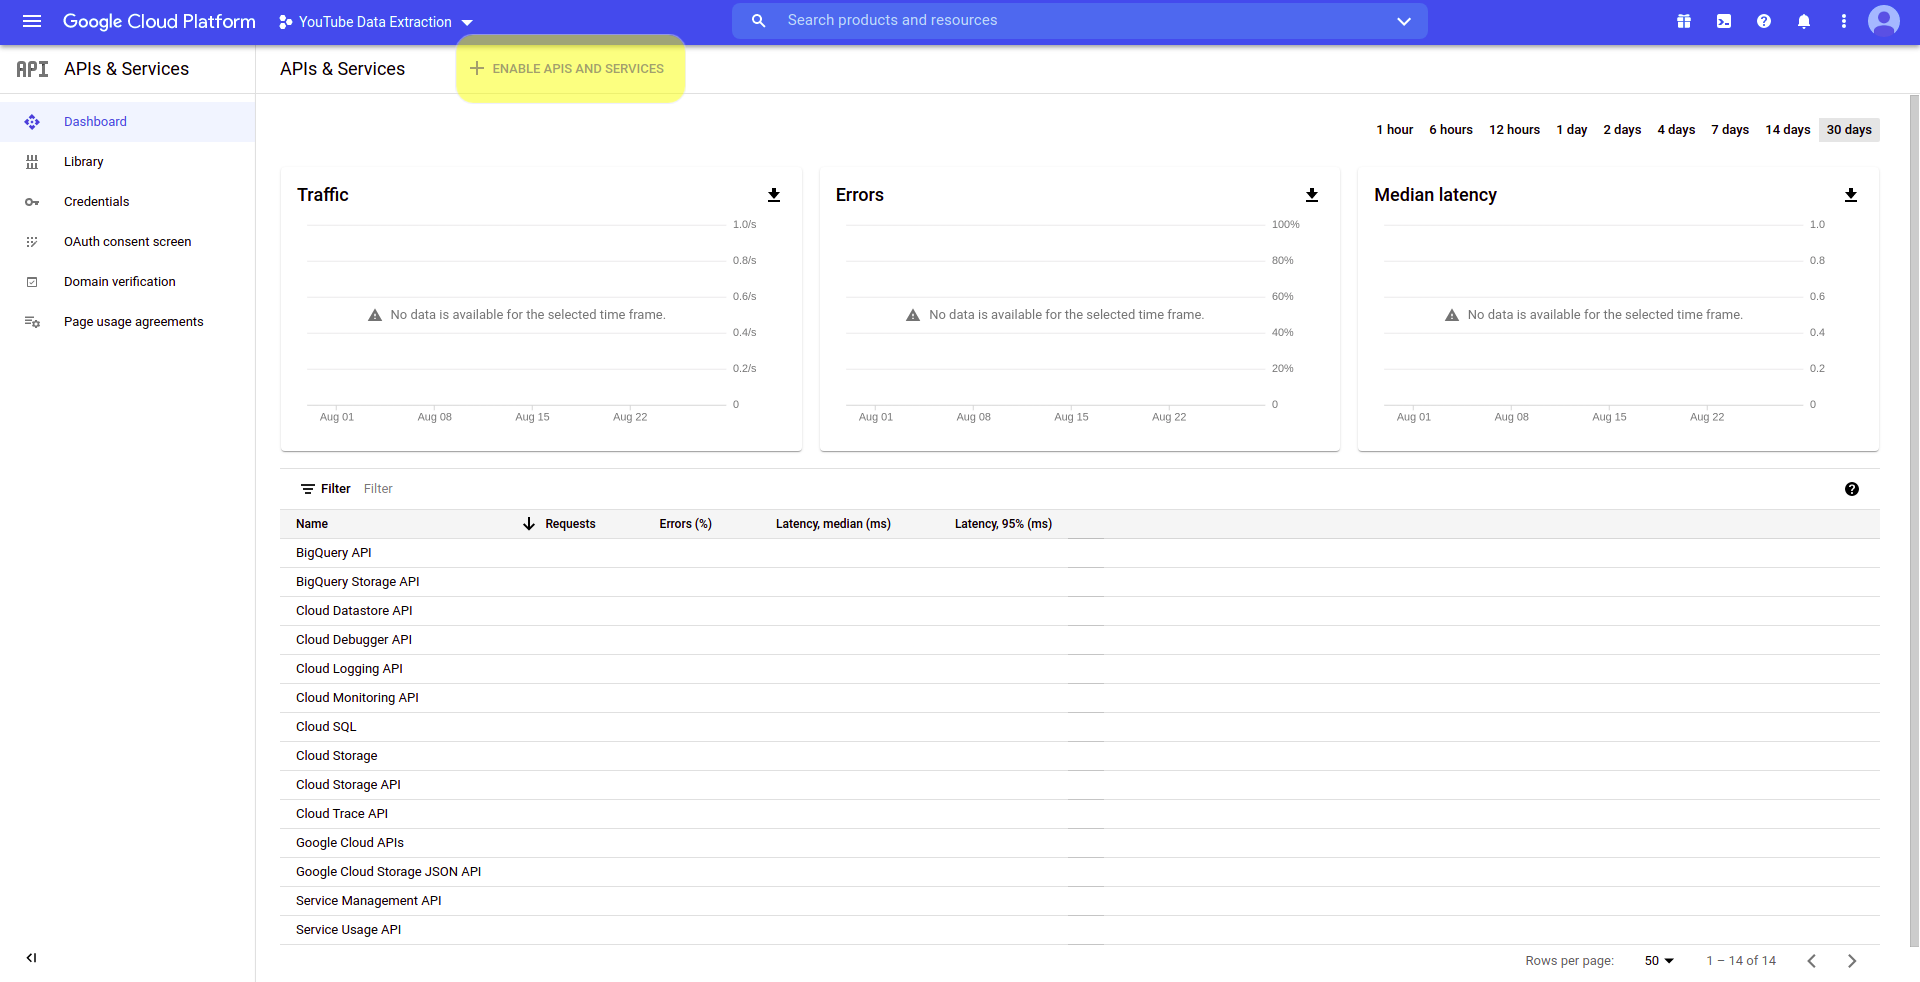 Google Cloud Platform
YouTube Data Extraction
Search products and resources
API APIs & Services
APIs & Services
ENABLE APIS AND SERVICES
Dashboard
Library
Credentials
OAuth consent screen
Domain verification
Page usage agreements
1 hour 6 hours 12 hours 1 day 2 days 4 days 7 days 14 days 30 days
Traffic
1.0/s
0.8/s
0.6/s
No data is available for the selected time frame.
0.4/s
0.2/s
0
Aug 01 Aug 08 Aug 15 Aug 22
Errors
100%
80%
60%
No data is available for the selected time frame.
40%
20%
0
Aug 01 Aug 08 Aug 15 Aug 22
Median latency
1.0
0.8
0.6
No data is available for the selected time frame.
0.4
0.2
0
Aug 01 Aug 08 Aug 15 Aug 22
Filter Filter
Name Requests Errors (%) Latency, median (ms) Latency, 95% (ms)
BigQuery API
BigQuery Storage API
Cloud Datastore API
Cloud Debugger API
Cloud Logging API
Cloud Monitoring API
Cloud SQL
Cloud Storage
Cloud Storage API
Cloud Trace API
Google Cloud APIs
Google Cloud Storage JSON API
Service Management API
Service Usage API
Rows per page: 50 1 – 14 of 14